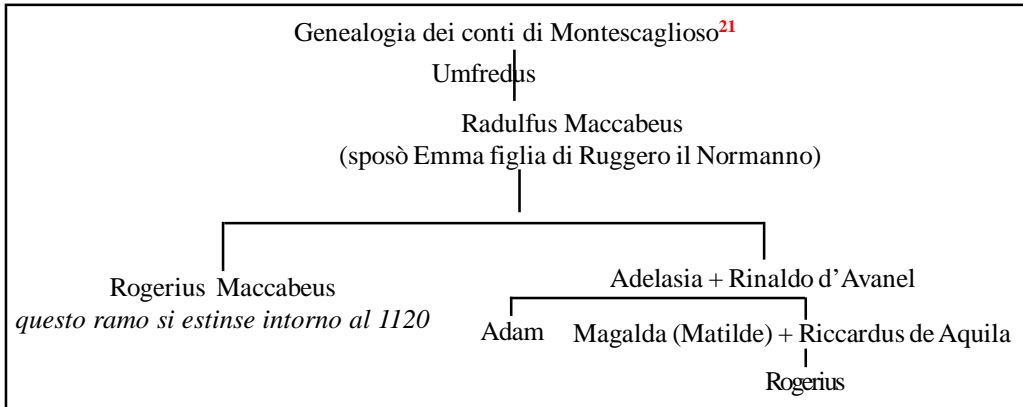 Genealogia dei conti di Montescaglioso21
Umfredus
Radulfus Maccabeus
(sposò Emma figlia di Ruggero il Normanno)
Rogerius Maccabeus
questo ramo si estinse intorno al 1120
Adelasia + Rinaldo d’Avanel
Adam
Magalda (Matilde) + Riccardus de Aquila
Rogerius